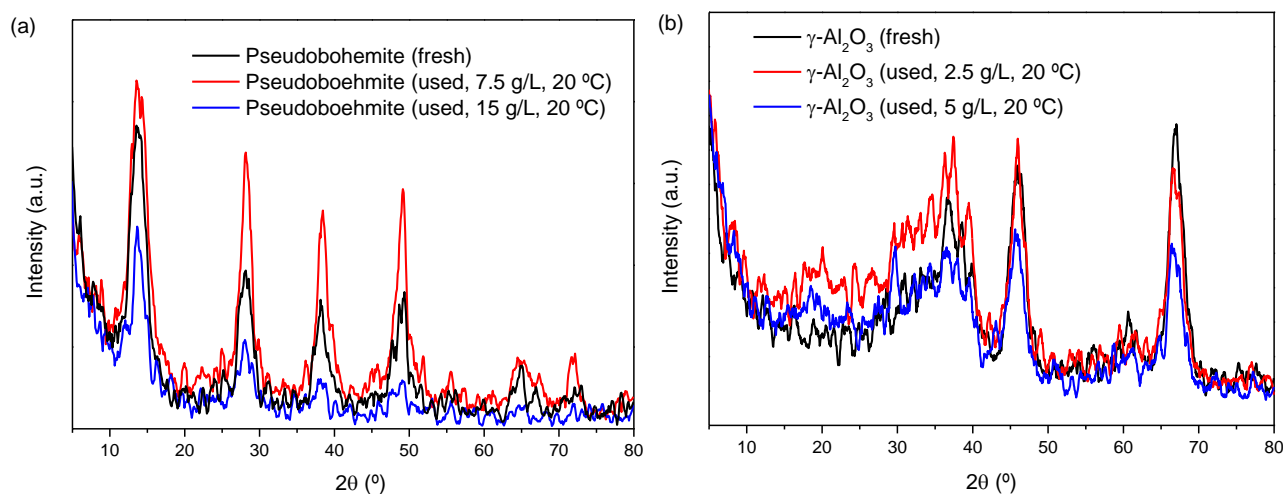 (a)
Pseudobohemite (fresh)
Pseudoboehmite (used, 7.5 g/L, 20 ºC)
Pseudoboehmite (used, 15 g/L, 20 ºC)
Intensity (a.u.)
10 20 30 40 50 60 70 80
2θ (º)
(b)
γ-Al₂O₃ (fresh)
γ-Al₂O₃ (used, 2.5 g/L, 20 ºC)
γ-Al₂O₃ (used, 5 g/L, 20 ºC)
Intensity (a.u.)
10 20 30 40 50 60 70 80
2θ (º)